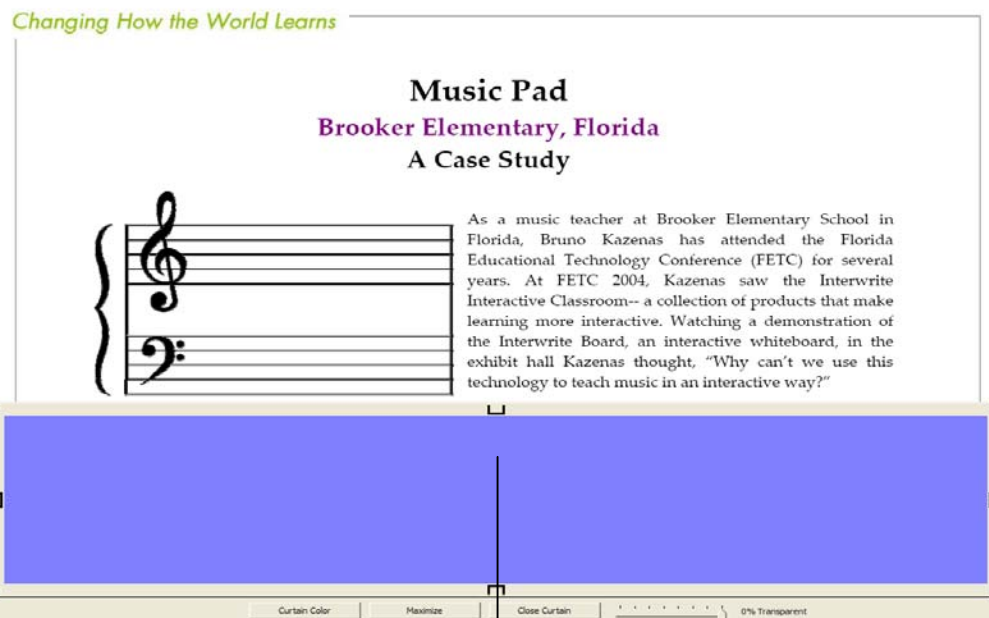 Changing How the World Learns
Music Pad
Brooker Elementary, Florida
A Case Study
As a music teacher at Brooker Elementary School in
Florida, Bruno Kazenas has attended the Florida
Educational Technology Conference (FETC) for several
years. At FETC 2004, Kazenas saw the Interwrite
Interactive Classroom-- a collection of products that make
learning more interactive. Watching a demonstration of
the Interwrite Board, an interactive whiteboard, in the
exhibit hall Kazenas thought, “Why can’t we use this
technology to teach music in an interactive way?”
Curtain Color
Maximize
Close Curtain
0% Transparent